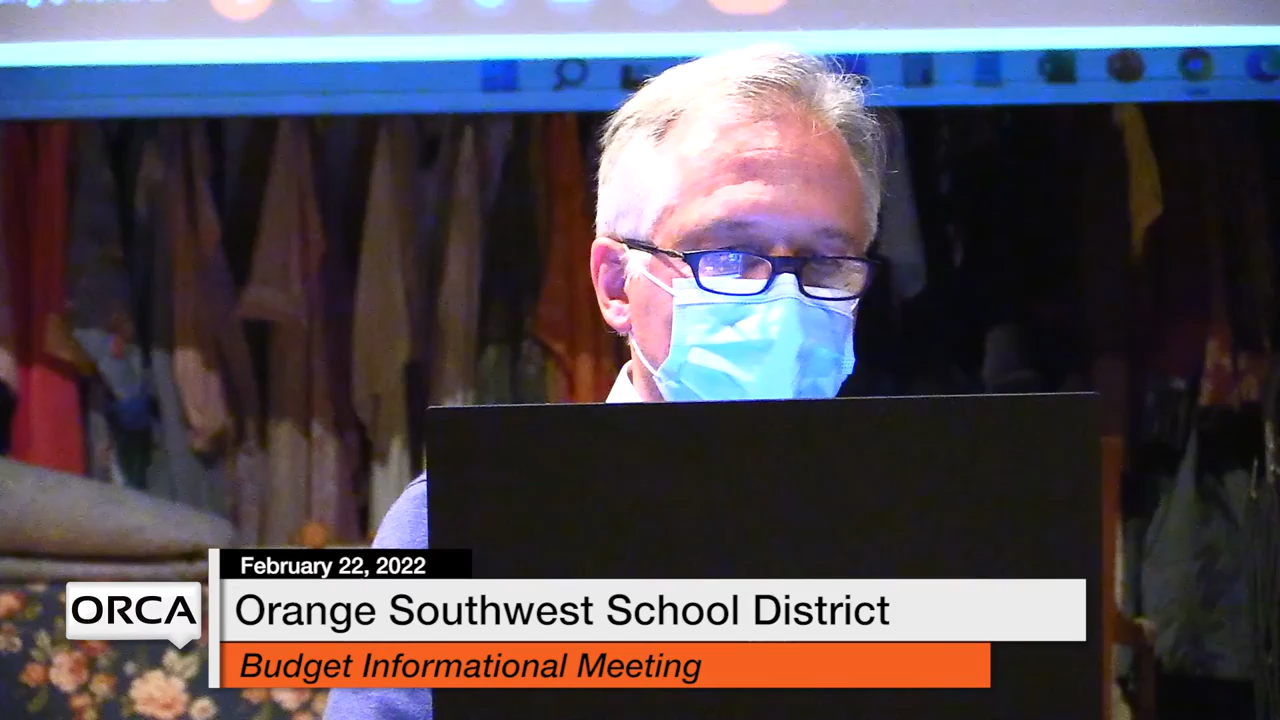 February 22, 2022
ORCA
Orange Southwest School District
Budget Informational Meeting